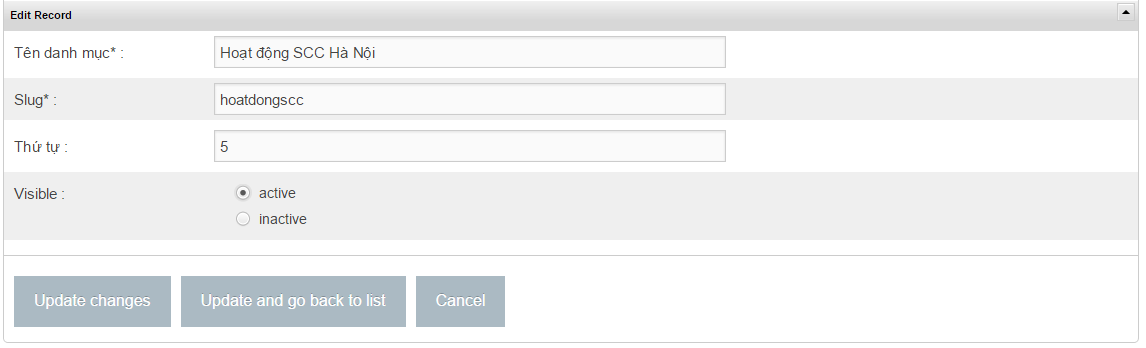 Edit Record
Tên danh mục* :
Hoạt động SCC Hà Nội
Slug* :
hoatdongscc
Thứ tự :
5
Visible :
active
inactive
Update changes
Update and go back to list
Cancel